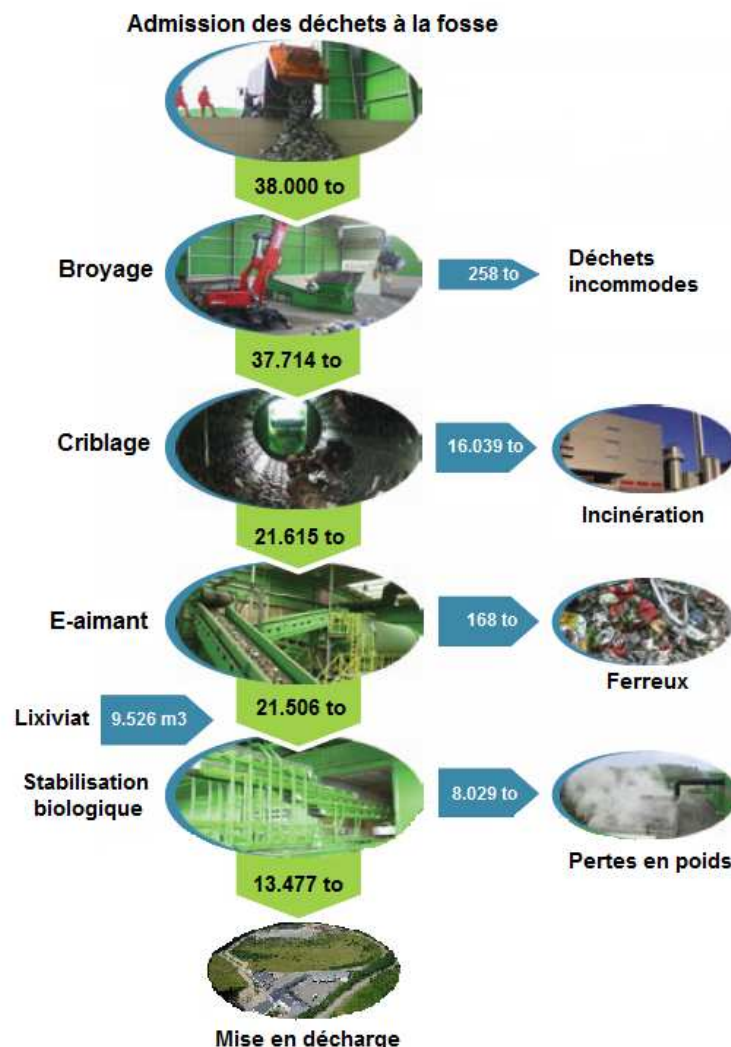 Admission des déchets à la fosse
38.000 to
Broyage
258 to
Déchets
incommodes
37.714 to
Criblage
16.039 to
Incinération
21.615 to
E-aimant
168 to
Ferreux
Lixiviat
9.526 m3
21.506 to
Stabilisation
biologique
8.029 to
Pertes en poids
13.477 to
Mise en décharge